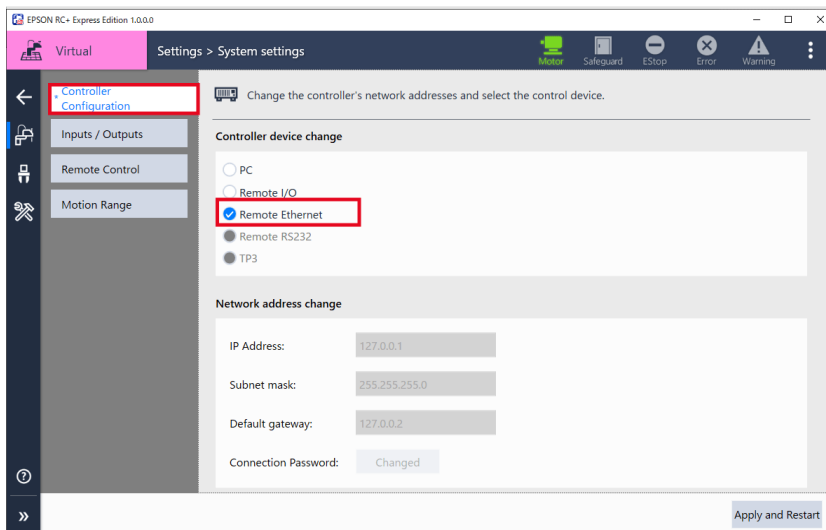 EPSON RC+ Express Edition 1.0.0.0
Virtual
Settings > System settings
Motor
Safeguard
EStop
Error
Warning
Controller
Configuration
Inputs / Outputs
Remote Control
Motion Range
Change the controller's network addresses and select the control device.
Controller device change
PC
Remote I/O
Remote Ethernet
Remote RS232
TP3
Network address change
IP Address: 127.0.0.1
Subnet mask: 255.255.255.0
Default gateway: 127.0.0.2
Connection Password: Changed
Apply and Restart